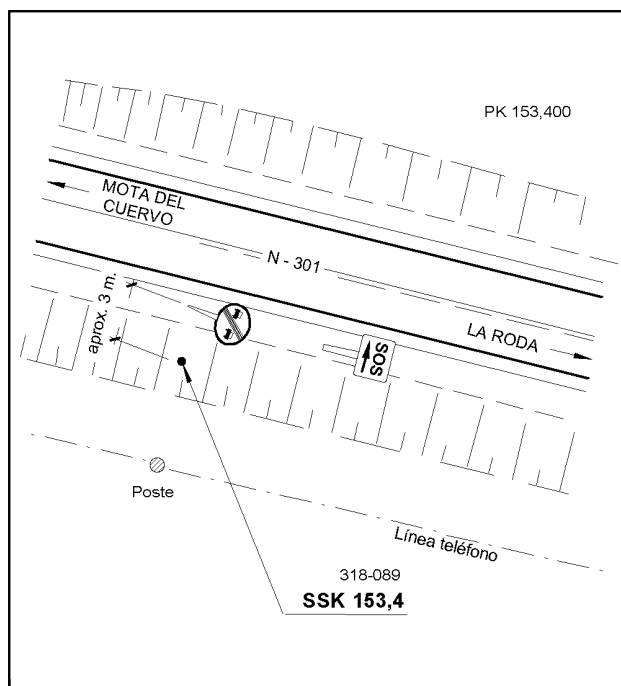 PK 153,400
MOTA DEL
CUERVO
N - 301
LA RODA
aprox. 3 m.
SOS
Poste
Línea teléfono
318-089
SSK 153,4